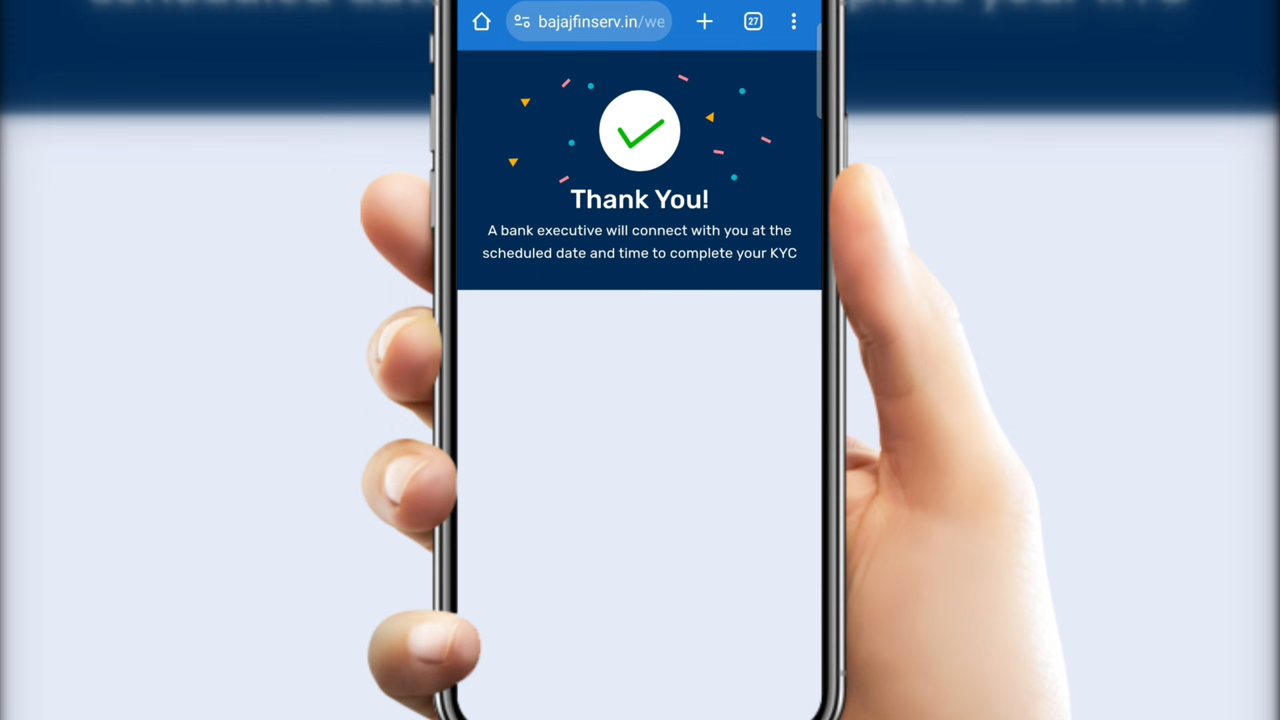 bajajfinserv.in/we
27
Thank You!
A bank executive will connect with you at the
scheduled date and time to complete your KYC